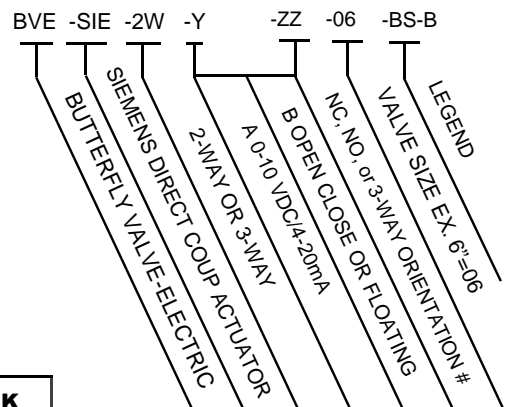 BVE -SIE -2W -Y -ZZ -06 -BS-B
BUTTERFLY VALVE-ELECTRIC
SIEMENS DIRECT COUP ACTUATOR
2-WAY OR 3-WAY
A 0-10 VDC/4-20mA
B OPEN CLOSE OR FLOATING
NC, NO, or 3-WAY ORIENTATION #
VALVE SIZE EX. 6"=06
LEGEND
K